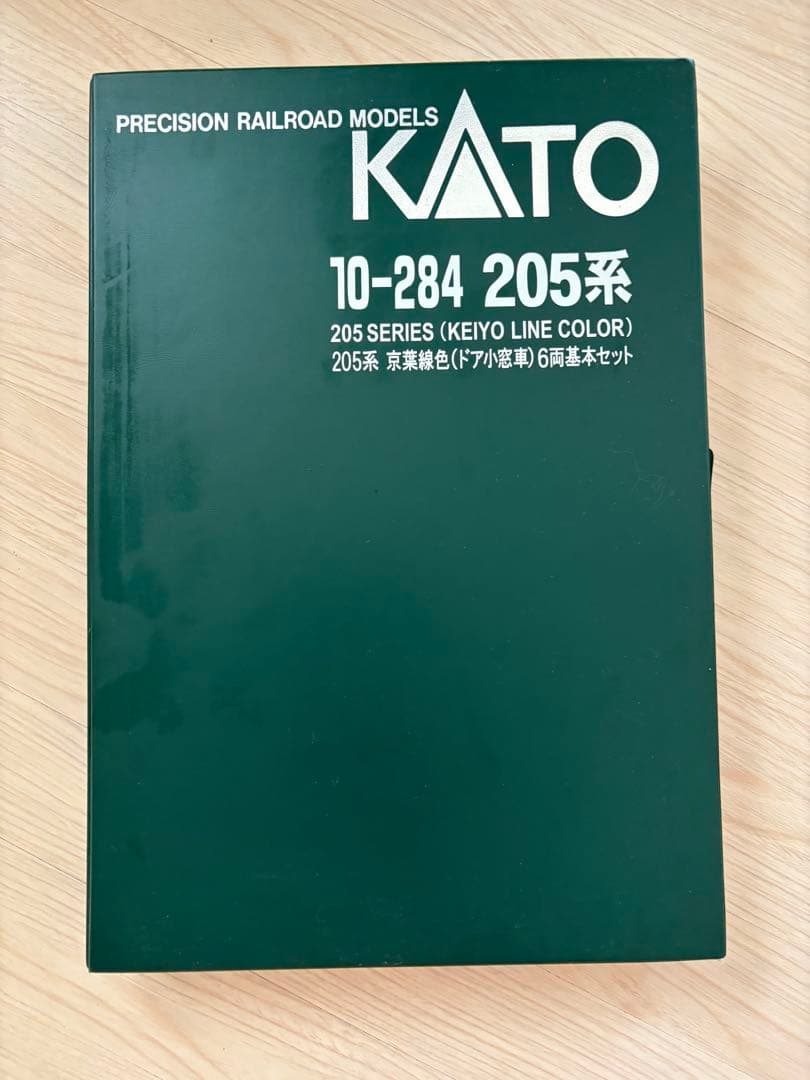 PRECISION RAILROAD MODELS
KATO
10-284 205系
205 SERIES (KEIYO LINE COLOR)
205系 京葉線色(ドア小窓車)6両基本セット